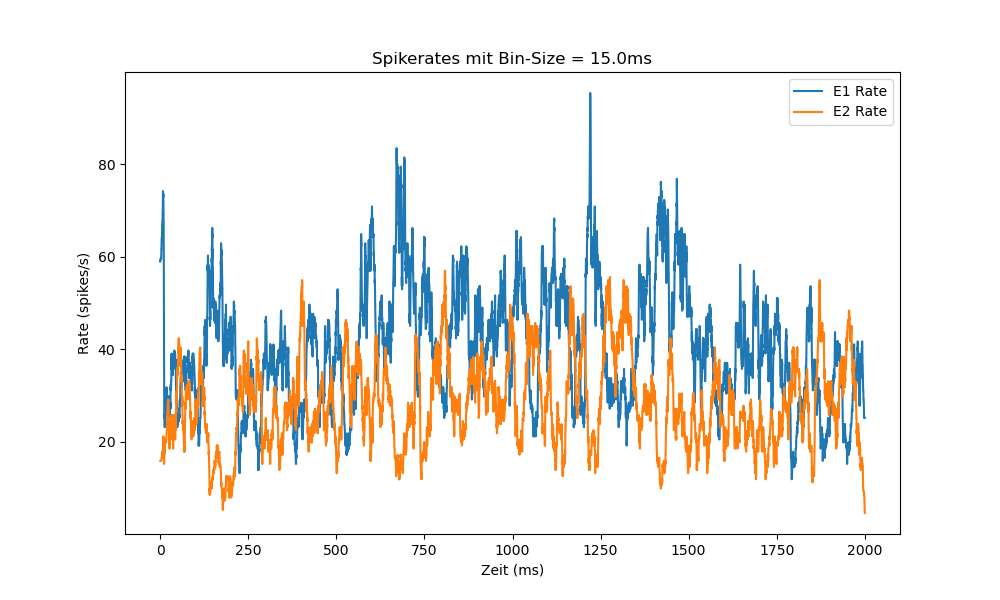 Spikerates mit Bin-Size = 15.0ms
E1 Rate
E2 Rate
Rate (spikes/s)
80
60
40
20
0 250 500 750 1000 1250 1500 1750 2000
Zeit (ms)